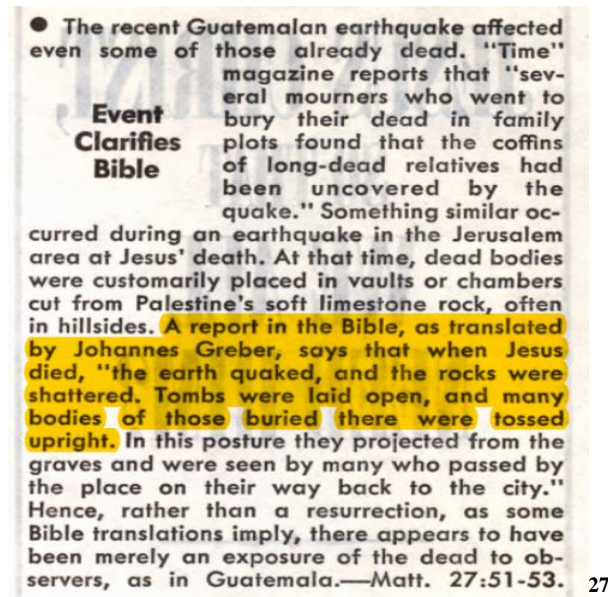 ● The recent Guatemalan earthquake affected
even some of those already dead. "Time"
magazine reports that "sev-
eral mourners who went to
bury their dead in family
plots found that the coffins
of long-dead relatives had
been uncovered by the
quake." Something similar oc-
Event
Clarifies
Bible
curred during an earthquake in the Jerusalem
area at Jesus' death. At that time, dead bodies
were customarily placed in vaults or chambers
cut from Palestine's soft limestone rock, often
in hillsides. A report in the Bible, as translated
by Johannes Greber, says that when Jesus
died, "the earth quaked, and the rocks were
shattered. Tombs were laid open, and many
bodies of those buried there were tossed
upright. In this posture they projected from the
graves and were seen by many who passed by
the place on their way back to the city."
Hence, rather than a resurrection, as some
Bible translations imply, there appears to have
been merely an exposure of the dead to ob-
servers, as in Guatemala.—Matt. 27:51-53.
27